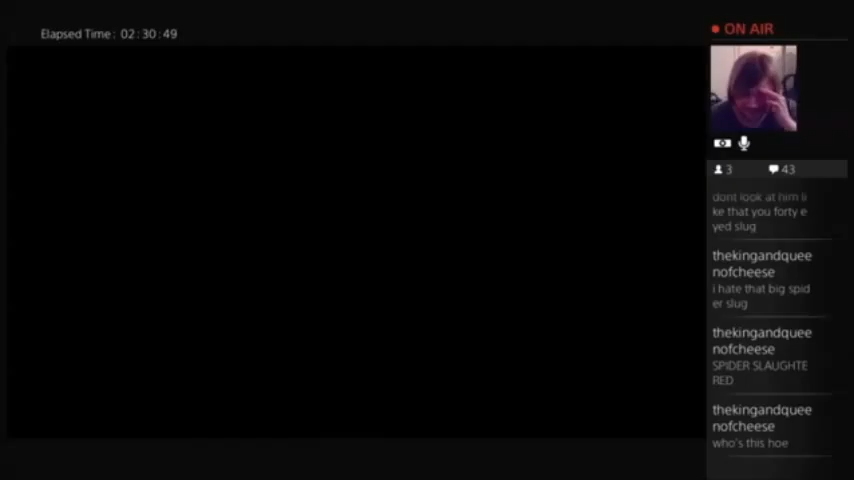 Elapsed Time: 02:30:49
ON AIR
3 43
dont look at him li
ke that you forty e
yed slug
thekingandquee
nofcheese
i hate that big spid
er slug
thekingandquee
nofcheese
SPIDER SLAUGHTE
RED
thekingandquee
nofcheese
who's this hoe